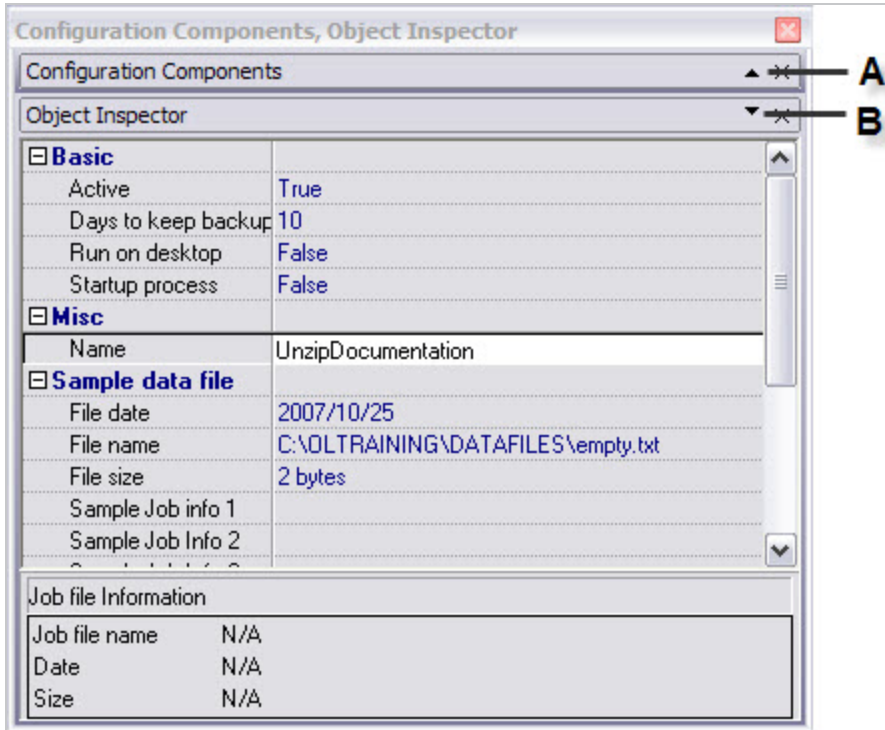 Configuration Components, Object Inspector
Configuration Components A
Object Inspector B
Basic
Active True
Days to keep backup 10
Run on desktop False
Startup process False
Misc
Name UnzipDocumentation
Sample data file
File date 2007/10/25
File name C:\OLTRAINING\DATAFILES\empty.txt
File size 2 bytes
Sample Job info 1
Sample Job Info 2
Job file Information
Job file name N/A
Date N/A
Size N/A